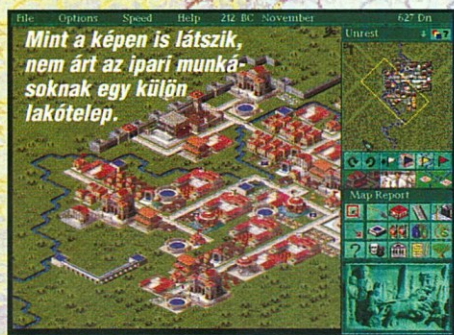 File Options Speed Help 212 BC November 627 Dn
Mint a képen is látszik,
nem árt az ipari munká-
soknak egy külön
lakótelep.
Unrest
Map Report